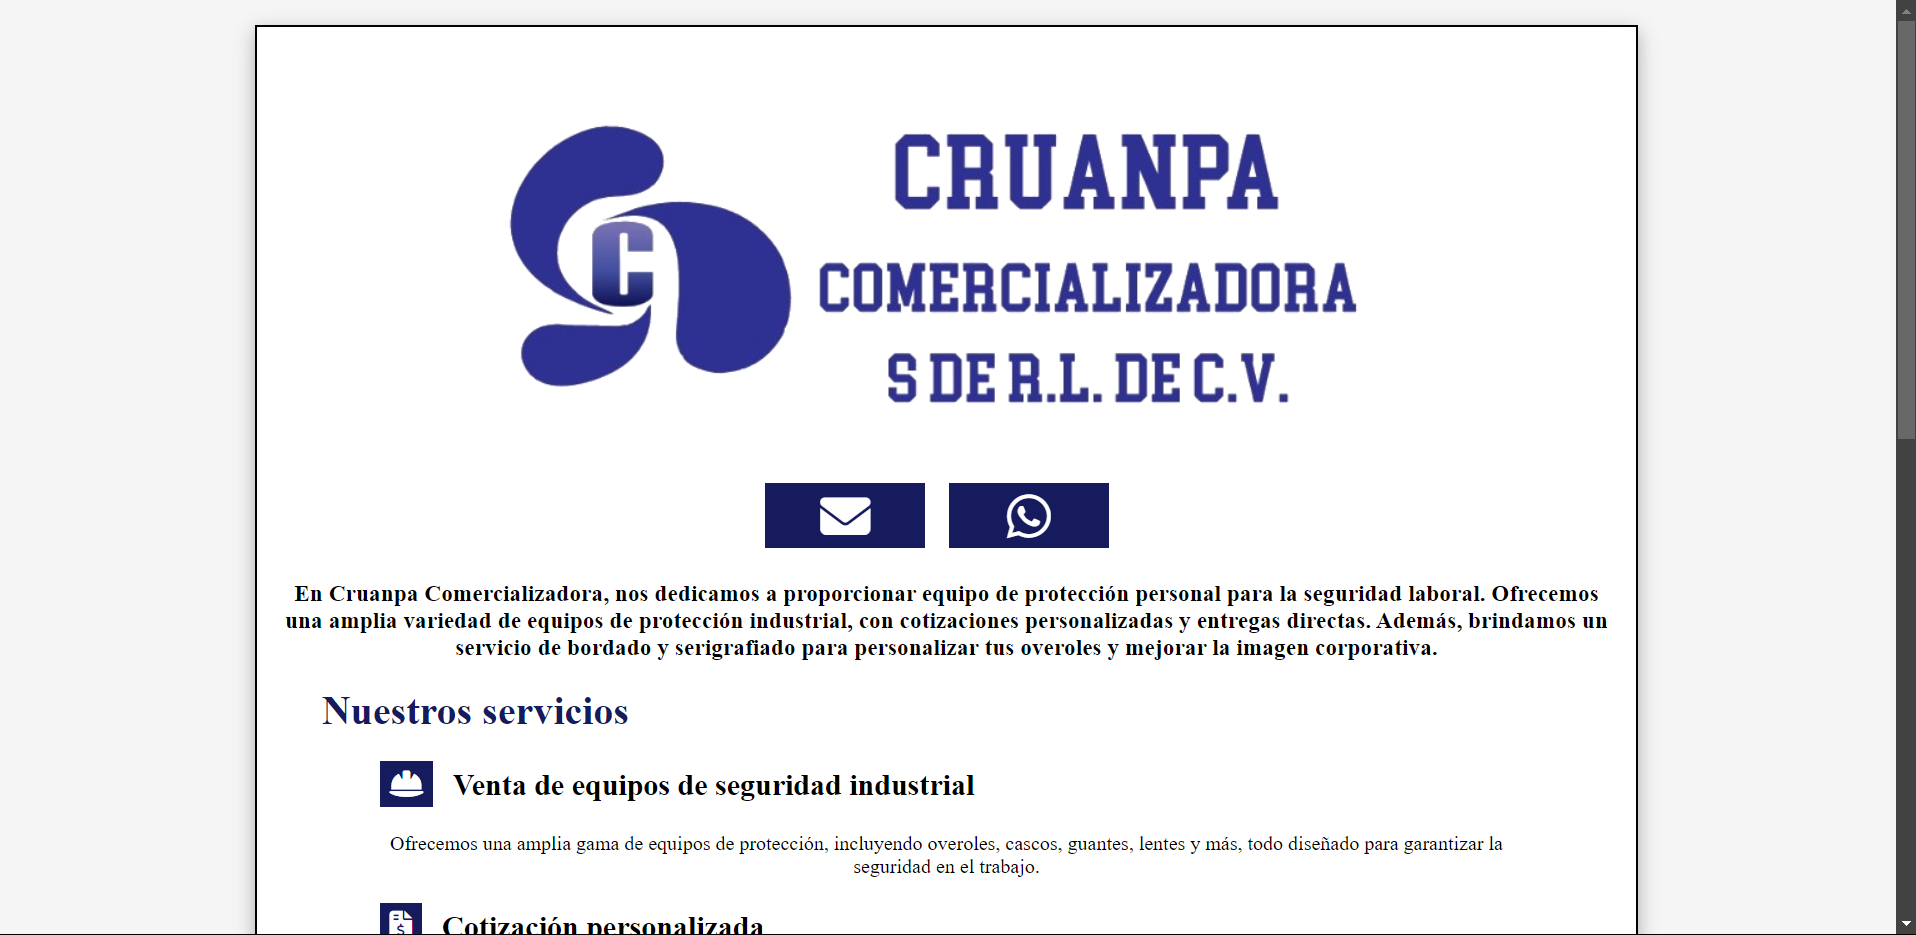 C
CRUANPA
COMERCIALIZADORA
S DE R.L. DE C.V.
En Cruanpa Comercializadora, nos dedicamos a proporcionar equipo de protección personal para la seguridad laboral. Ofrecemos
una amplia variedad de equipos de protección industrial, con cotizaciones personalizadas y entregas directas. Además, brindamos un
servicio de bordado y serigrafiado para personalizar tus overoles y mejorar la imagen corporativa.
Nuestros servicios
Venta de equipos de seguridad industrial
Ofrecemos una amplia gama de equipos de protección, incluyendo overoles, cascos, guantes, lentes y más, todo diseñado para garantizar la
seguridad en el trabajo.
$ Cotización personalizada